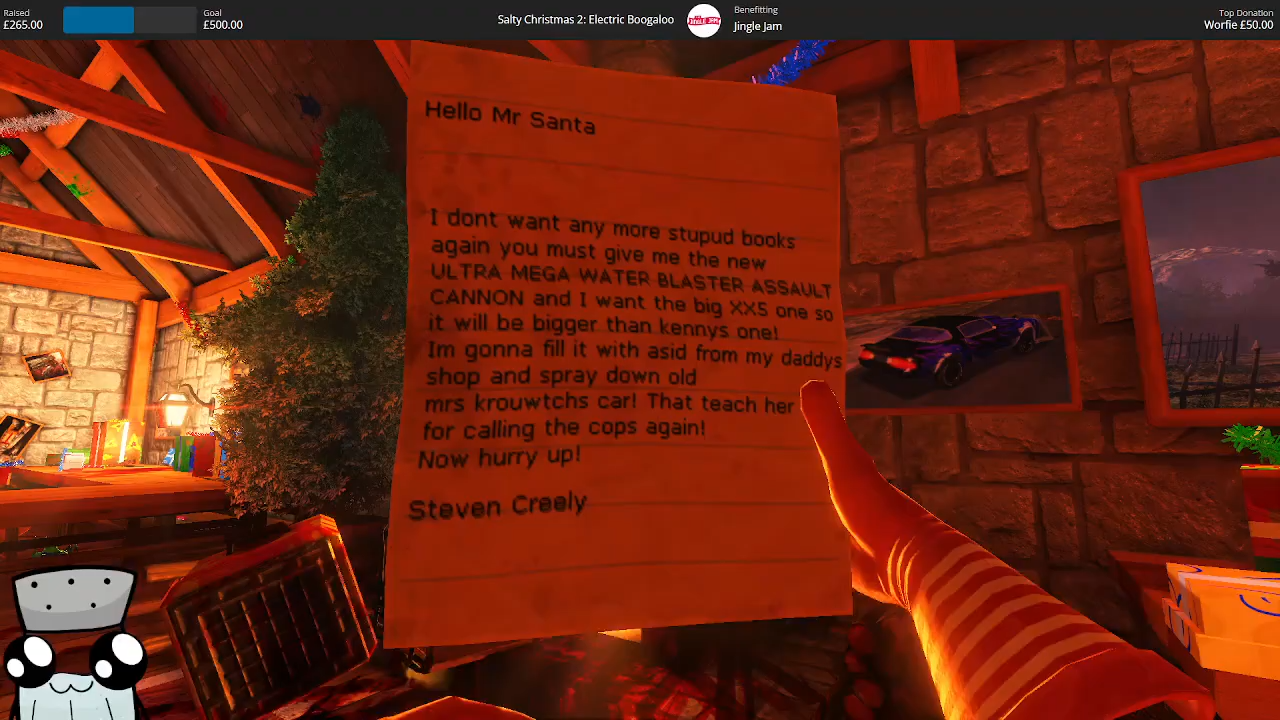 Raised
£265.00
Goal
£500.00
Salty Christmas 2: Electric Boogaloo
JINGLE JAM
Benefitting
Jingle Jam
Top Donation
Worfie £50.00
Hello Mr Santa
I dont want any more stupud books
again you must give me the new
ULTRA MEGA WATER BLASTER ASSAULT
CANNON and I want the big XX5 one so
it will be bigger than kennys one!
Im gonna fill it with asid from my daddys
shop and spray down old
mrs krouwtchs car! That teach her
for calling the cops again!
Now hurry up!
Steven Creely